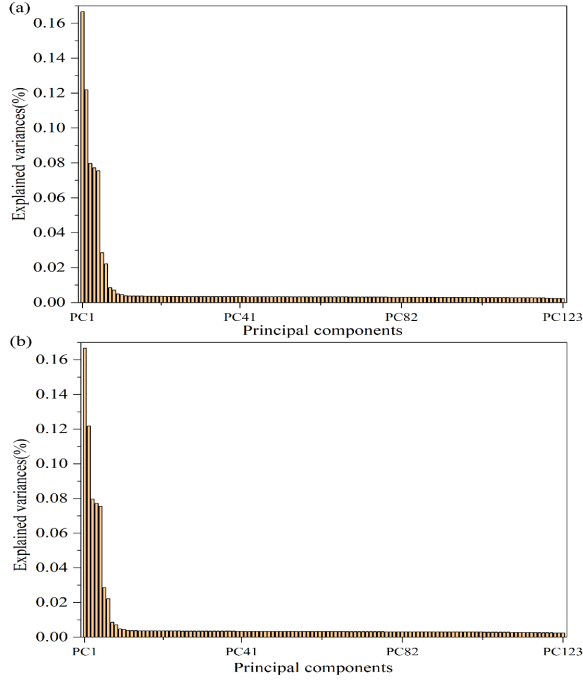 (a)
Explained variances(%)
0.16
0.14
0.12
0.10
0.08
0.06
0.04
0.02
0.00
PC1 PC41 PC82 PC123
Principal components
(b)
Explained variances(%)
0.16
0.14
0.12
0.10
0.08
0.06
0.04
0.02
0.00
PC1 PC41 PC82 PC123
Principal components